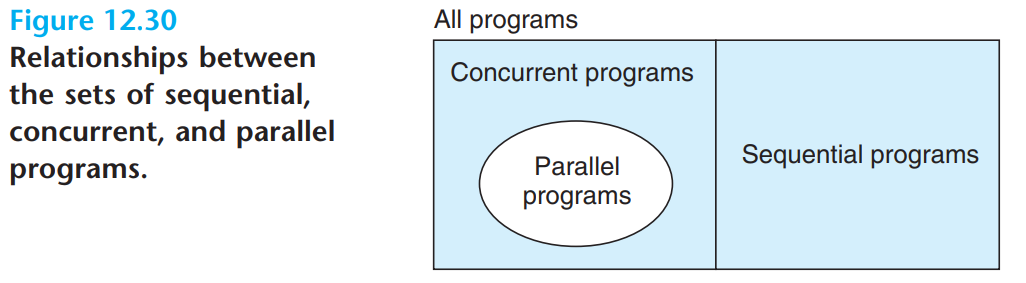 Figure 12.30
Relationships between
the sets of sequential,
concurrent, and parallel
programs.
All programs
Concurrent programs
Parallel
programs
Sequential programs